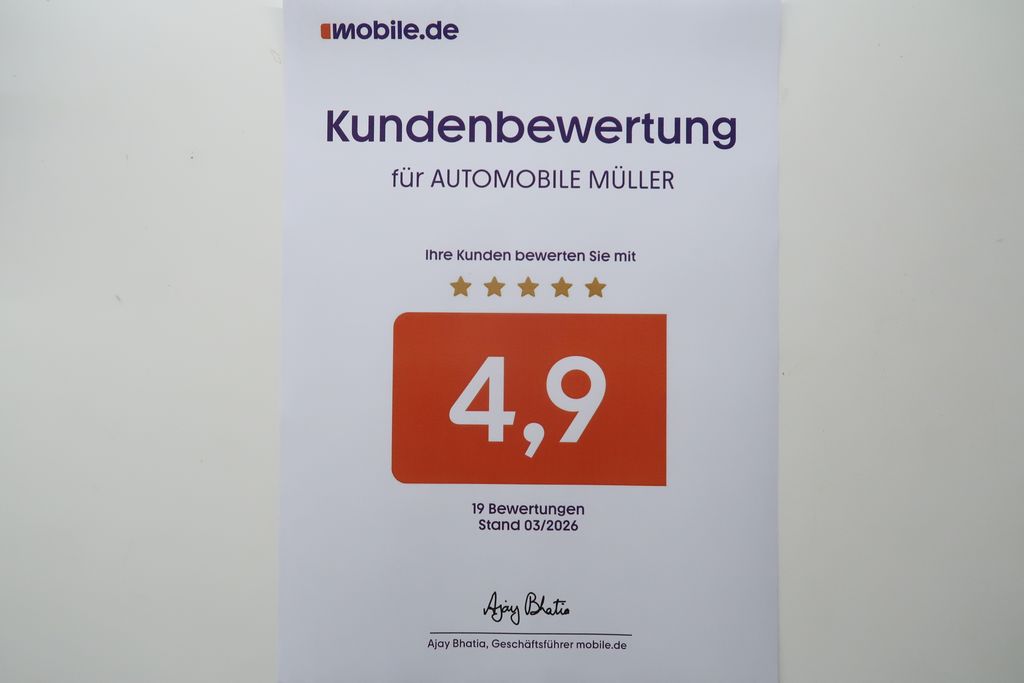 mobile.de
Kundenbewertung
für AUTOMOBILE MÜLLER
Ihre Kunden bewerten Sie mit
4,9
19 Bewertungen
Stand 03/2026
Ajay Bhatia
Ajay Bhatia, Geschäftsführer mobile.de